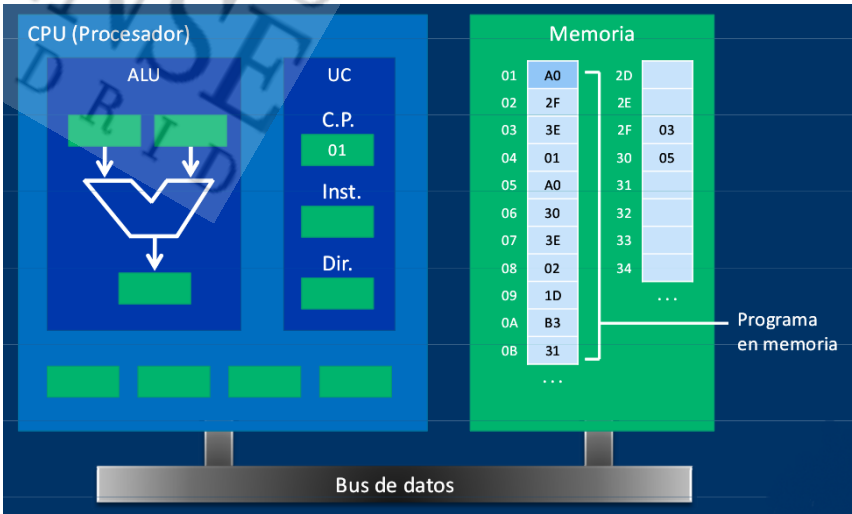 CPU (Procesador)
ALU
UC
C.P.
01
Inst.
Dir.
Memoria
01 A0 2D
02 2F 2E
03 3E 2F 03
04 01 30 05
05 A0 31
06 30 32
07 3E 33
08 02 34
09 1D ...
0A B3
0B 31
...
Programa
en memoria
Bus de datos
NSE
DRID